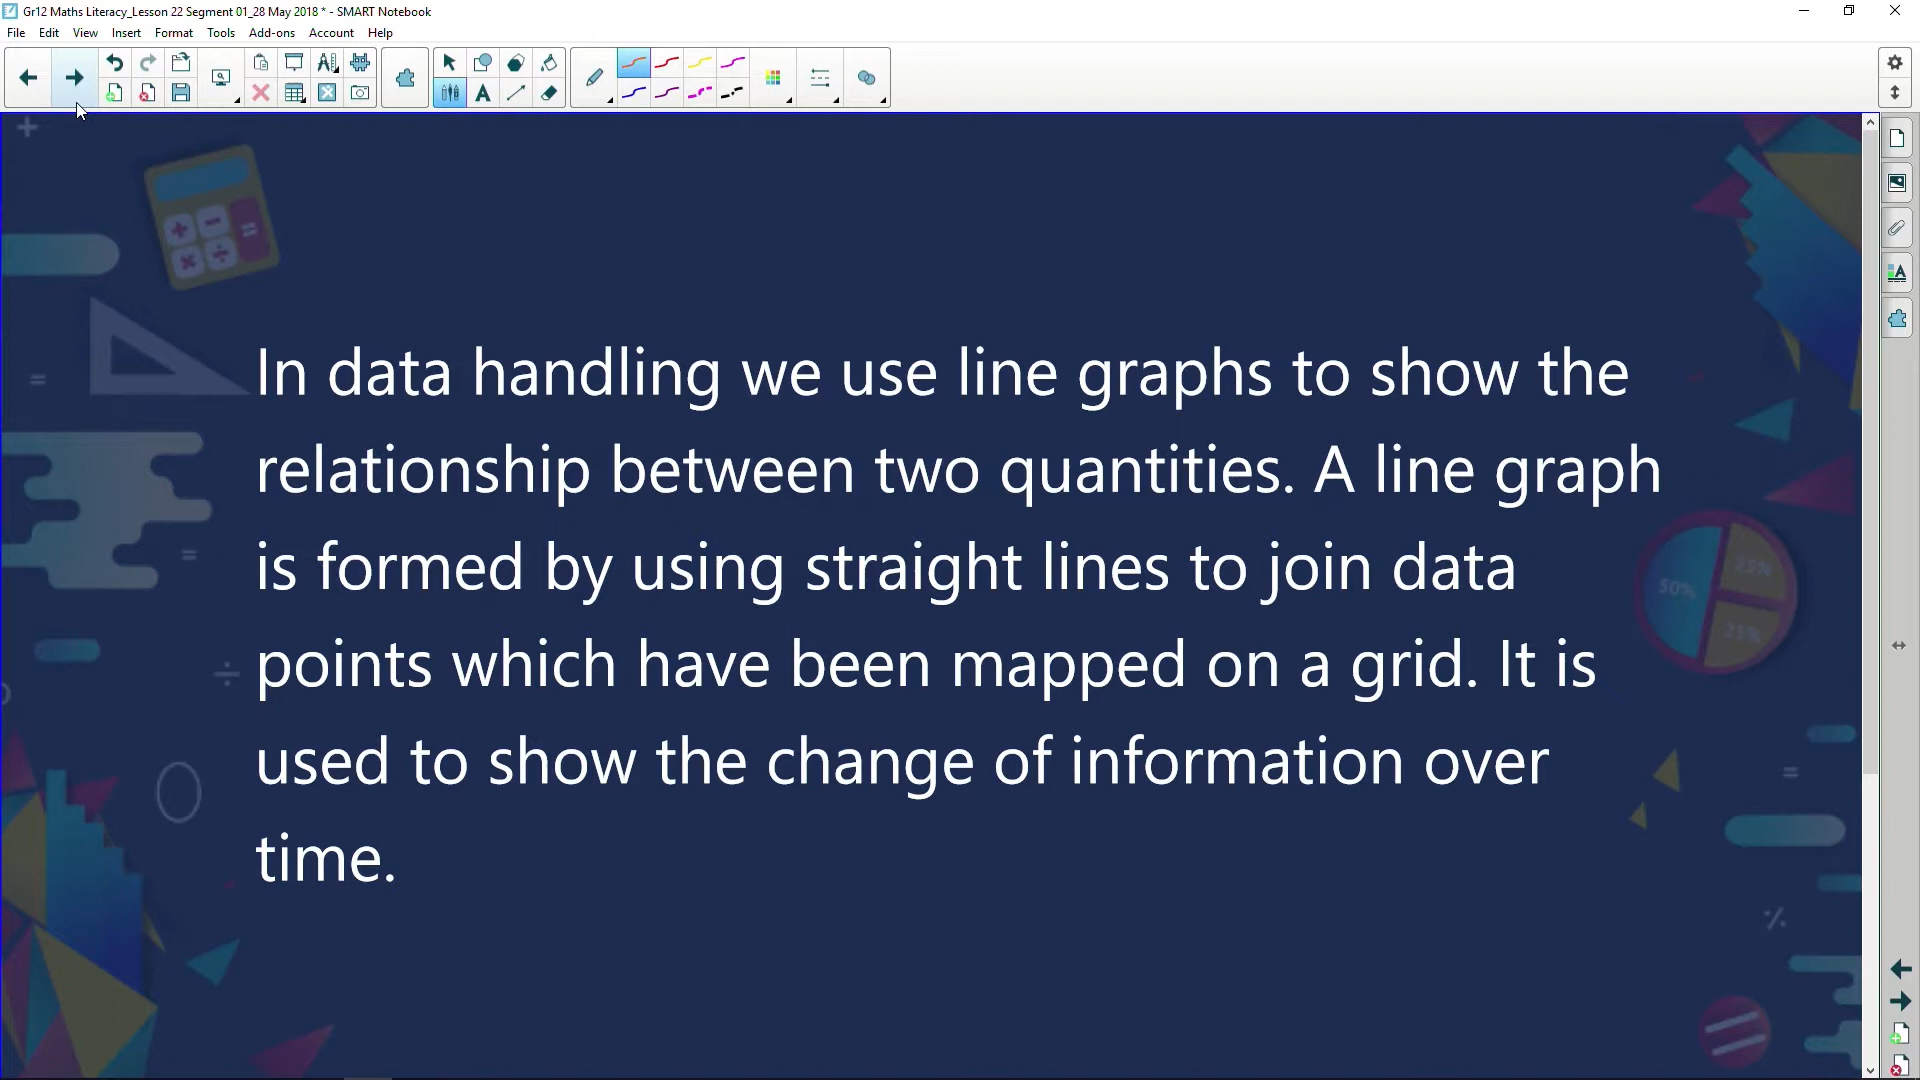 Gr12 Maths Literacy_Lesson 22 Segment 01_28 May 2018 * - SMART Notebook
File Edit View Insert Format Tools Add-ons Account Help
In data handling we use line graphs to show the
relationship between two quantities. A line graph
is formed by using straight lines to join data
points which have been mapped on a grid. It is
used to show the change of information over
time.
50%
25%
25%